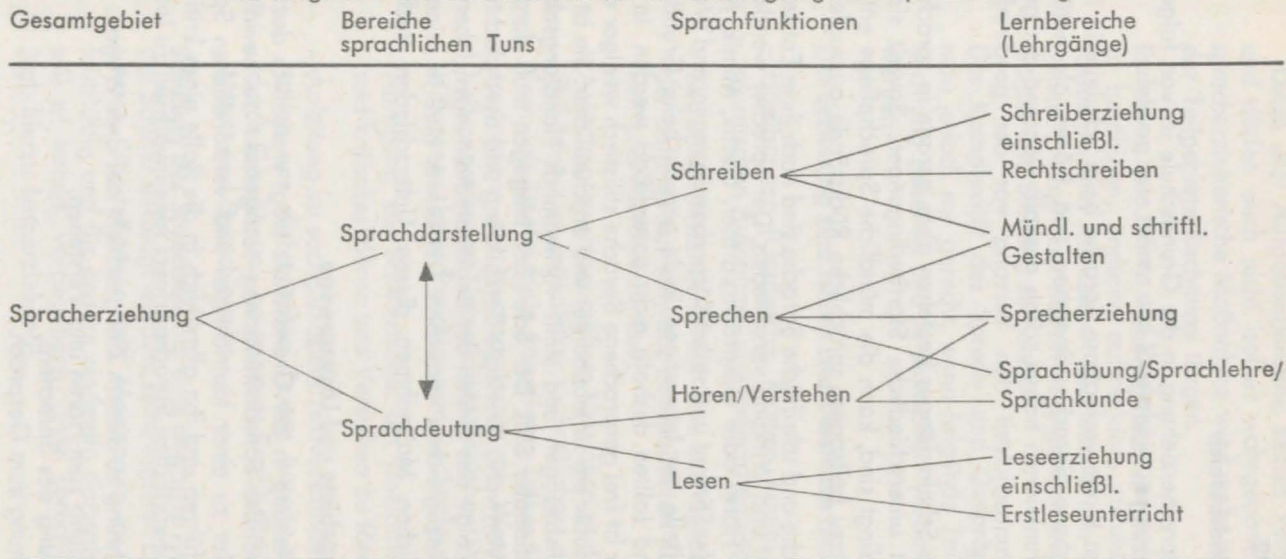 Gesamtgebiet
Bereiche
sprachlichen Tuns
Sprachfunktionen
Lernbereiche
(Lehrgänge)
Schreiberziehung
einschließl.
Rechtschreiben
Schreiben
Mündl. und schriftl.
Gestalten
Sprachdarstellung
Spracherziehung
Sprechen
Sprecherziehung
Sprachübung/Sprachlehre/
Sprachkunde
Hören/Verstehen
Sprachdeutung
Lesen
Leseerziehung
einschließl.
Erstleseunterricht